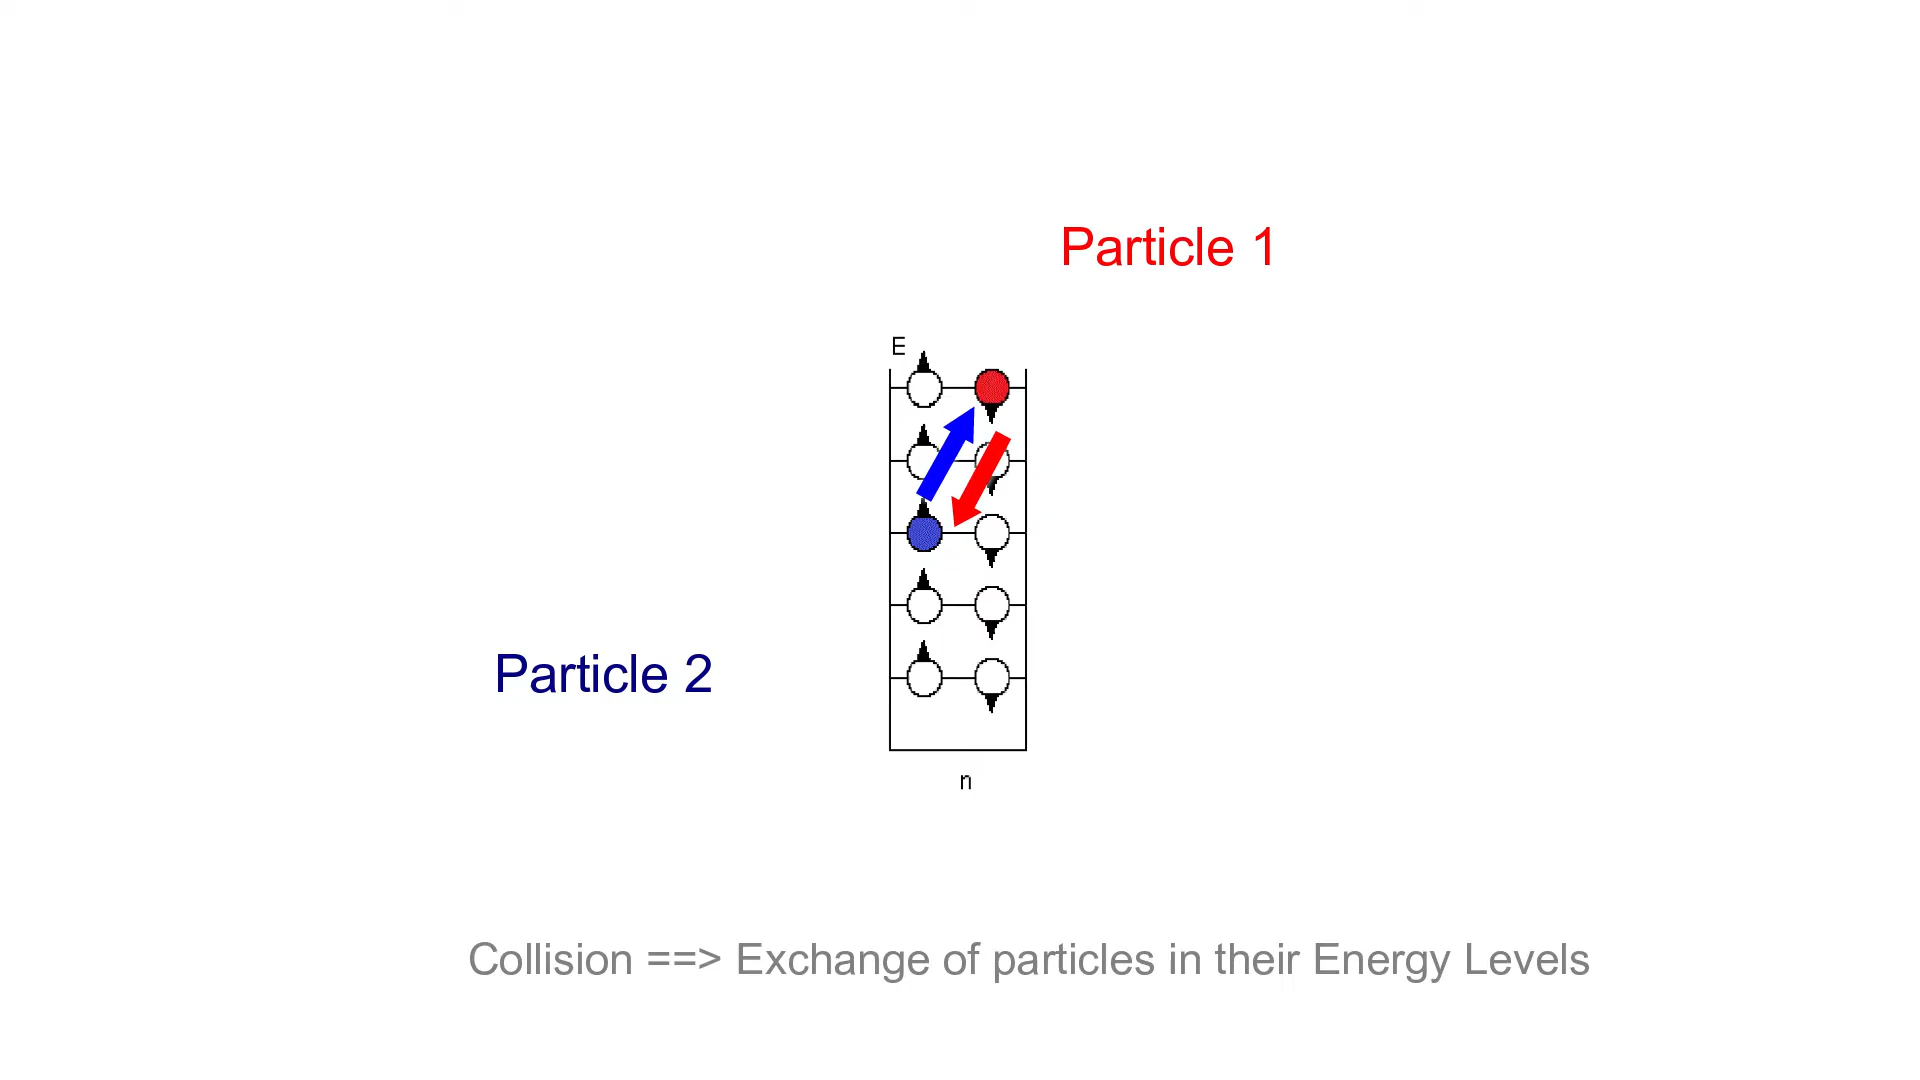 Particle 1
E
Particle 2
n
Collision ==> Exchange of particles in their Energy Levels